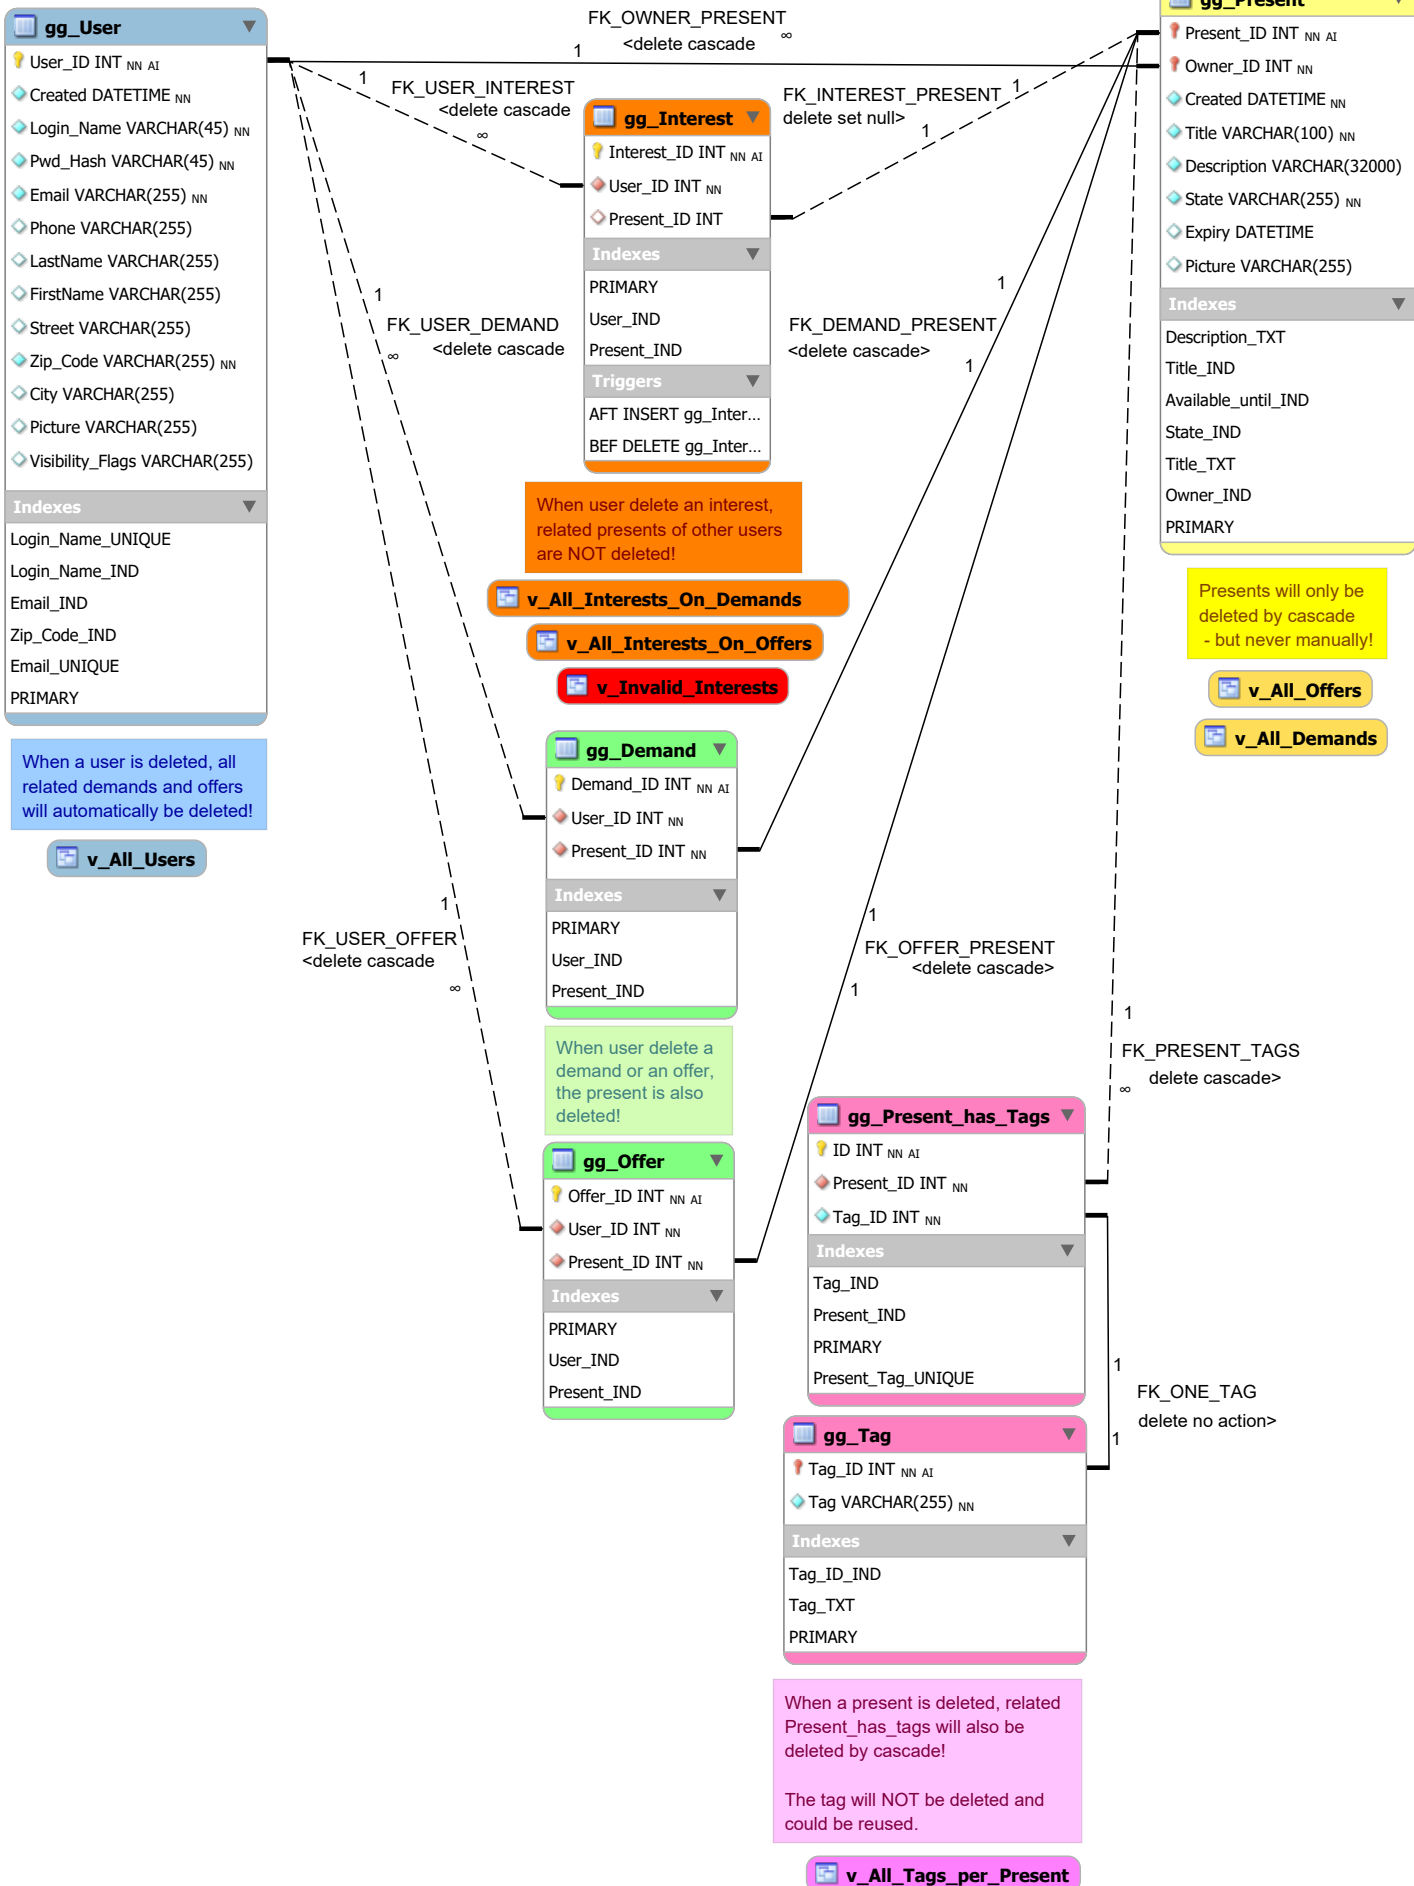 gg_User
User_ID INT NN AI
Created DATETIME NN
Login_Name VARCHAR(45) NN
Pwd_Hash VARCHAR(45) NN
Email VARCHAR(255) NN
Phone VARCHAR(255)
LastName VARCHAR(255)
FirstName VARCHAR(255)
Street VARCHAR(255)
Zip_Code VARCHAR(255) NN
City VARCHAR(255)
Picture VARCHAR(255)
Visibility_Flags VARCHAR(255)
Indexes
Login_Name_UNIQUE
Login_Name_IND
Email_IND
Zip_Code_IND
Email_UNIQUE
PRIMARY
When a user is deleted, all
related demands and offers
will automatically be deleted!
v_All_Users
FK_OWNER_PRESENT
<delete cascade
1
∞
1
FK_USER_INTEREST
<delete cascade
∞
FK_INTEREST_PRESENT
delete set null>
1
1
gg_Interest
Interest_ID INT NN AI
User_ID INT NN
Present_ID INT
Indexes
PRIMARY
User_IND
Present_IND
Triggers
AFT INSERT gg_Inter...
BEF DELETE gg_Inter...
When user delete an interest,
related presents of other users
are NOT deleted!
v_All_Interests_On_Demands
v_All_Interests_On_Offers
v_Invalid_Interests
1
FK_USER_DEMAND
∞
<delete cascade
1
FK_DEMAND_PRESENT
<delete cascade>
1
gg_Demand
Demand_ID INT NN AI
User_ID INT NN
Present_ID INT NN
Indexes
PRIMARY
User_IND
Present_IND
When user delete a
demand or an offer,
the present is also
deleted!
1
FK_USER_OFFER
<delete cascade
∞
1
FK_OFFER_PRESENT
<delete cascade>
1
gg_Offer
Offer_ID INT NN AI
User_ID INT NN
Present_ID INT NN
Indexes
PRIMARY
User_IND
Present_IND
gg_Present
Present_ID INT NN AI
Owner_ID INT NN
Created DATETIME NN
Title VARCHAR(100) NN
Description VARCHAR(32000)
State VARCHAR(255) NN
Expiry DATETIME
Picture VARCHAR(255)
Indexes
Description_TXT
Title_IND
Available_until_IND
State_IND
Title_TXT
Owner_IND
PRIMARY
Presents will only be
deleted by cascade
- but never manually!
v_All_Offers
v_All_Demands
1
FK_PRESENT_TAGS
delete cascade>
∞
gg_Present_has_Tags
ID INT NN AI
Present_ID INT NN
Tag_ID INT NN
Indexes
Tag_IND
Present_IND
PRIMARY
Present_Tag_UNIQUE
1
FK_ONE_TAG
delete no action>
1
gg_Tag
Tag_ID INT NN AI
Tag VARCHAR(255) NN
Indexes
Tag_ID_IND
Tag_TXT
PRIMARY
When a present is deleted, related
Present_has_tags will also be
deleted by cascade!
The tag will NOT be deleted and
could be reused.
v_All_Tags_per_Present